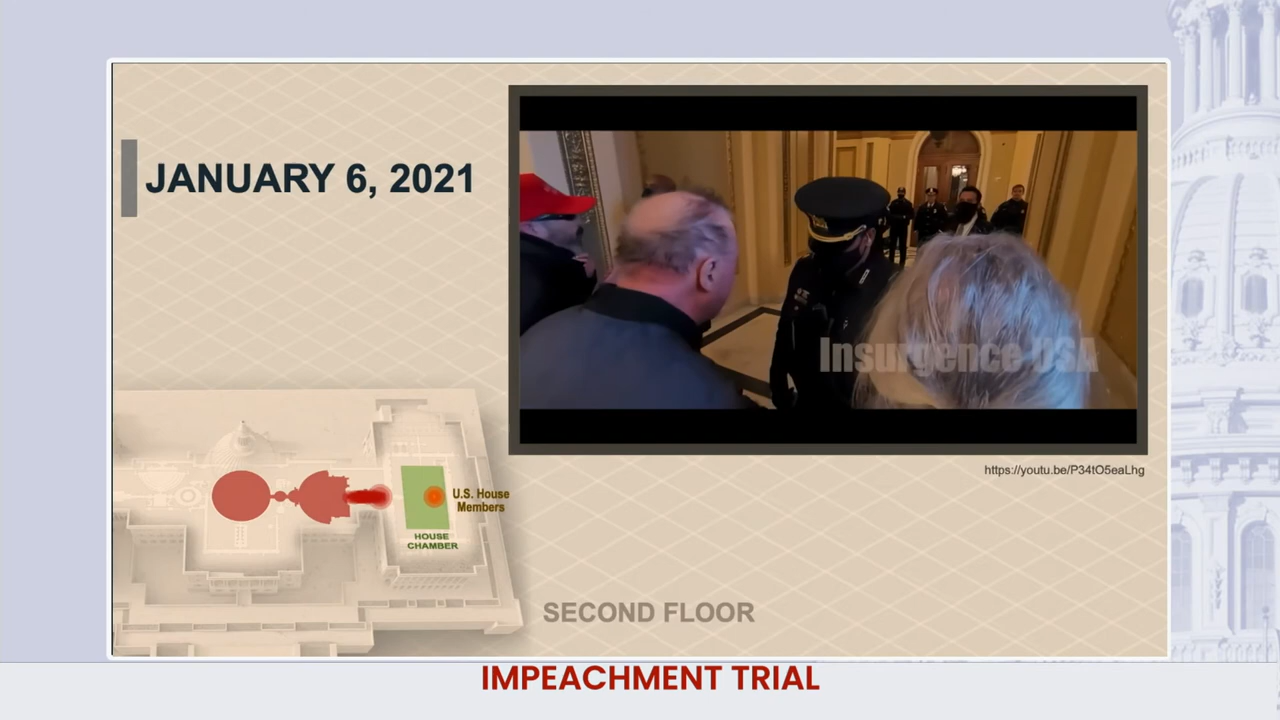 JANUARY 6, 2021
Insurgence USA
https://youtu.be/P34tO5eaLhg
U.S. House
Members
HOUSE
CHAMBER
SECOND FLOOR
IMPEACHMENT TRIAL